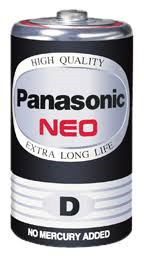 HIGH QUALITY
Panasonic
NEO
EXTRA LONG LIFE
D
NO MERCURY ADDED